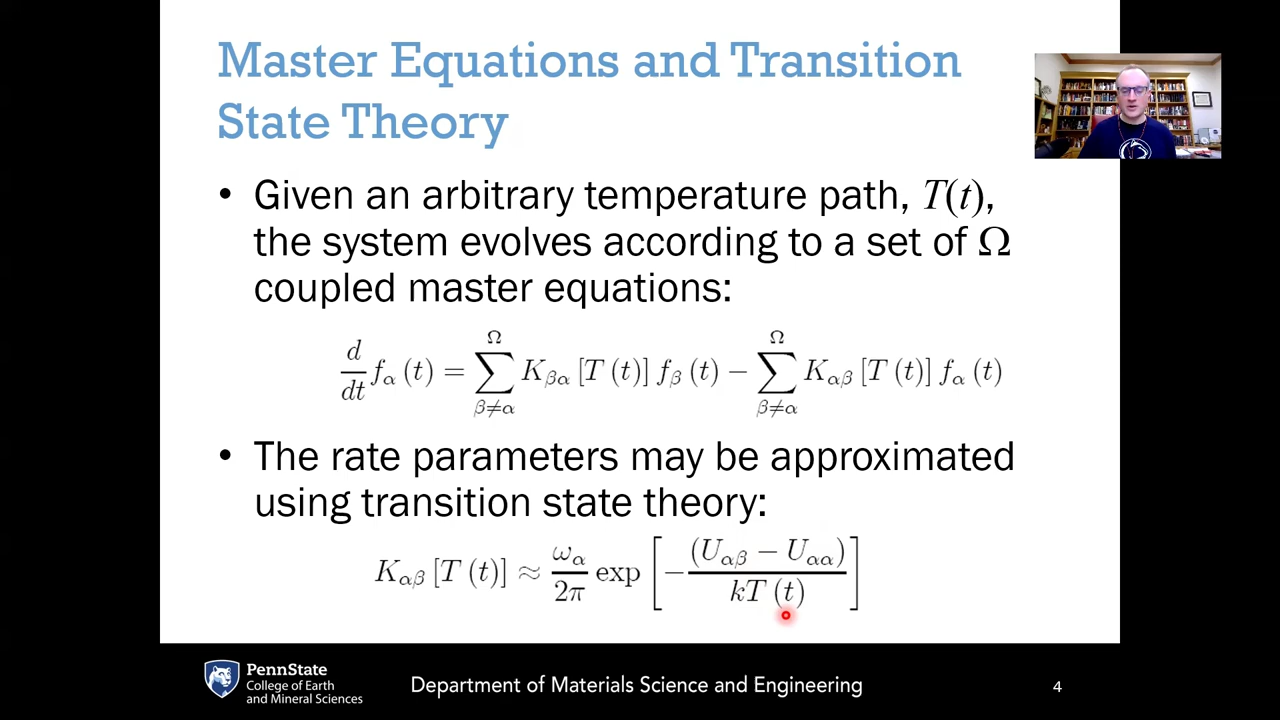 Master Equations and Transition
State Theory
• Given an arbitrary temperature path, T(t),
the system evolves according to a set of Ω
coupled master equations:
d/dt f_α (t) = ∑_{β≠α}^{Ω} K_{βα} [T (t)] f_β (t) − ∑_{β≠α}^{Ω} K_{αβ} [T (t)] f_α (t)
• The rate parameters may be approximated
using transition state theory:
K_{αβ} [T (t)] ≈ ω_α/2π exp [−(U_{αβ} − U_{αα})/kT (t)]
PennState
College of Earth
and Mineral Sciences
Department of Materials Science and Engineering
4